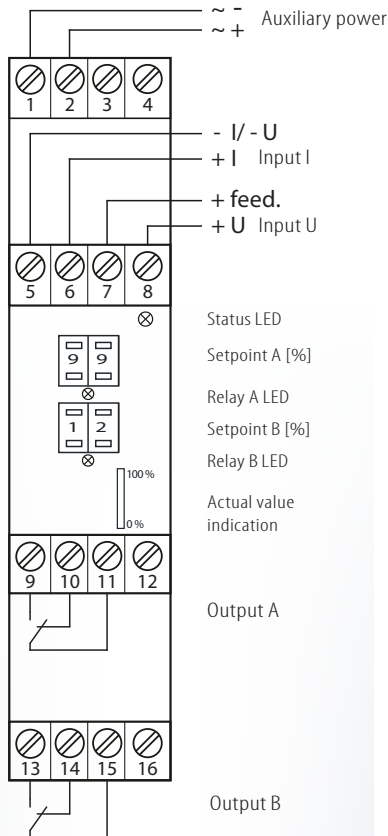 ~ -
~ + Auxiliary power
1 2 3 4
- I/ - U
+ I Input I
+ feed.
+ U Input U
5 6 7 8
Status LED
9 9 Setpoint A [%]
Relay A LED
1 2 Setpoint B [%]
Relay B LED
100 %
Actual value
indication
0 %
9 10 11 12
Output A
13 14 15 16
Output B